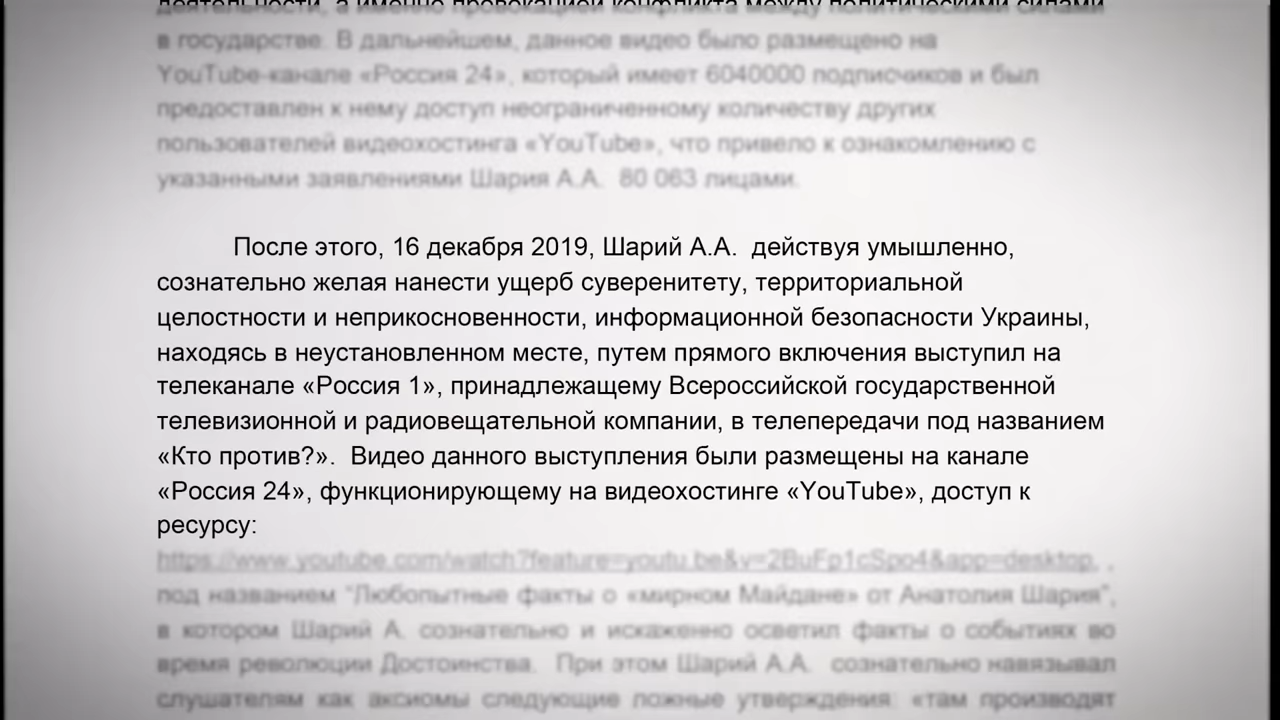 деятельности, а именно провокацией конфликта между политическими силами
в государстве. В дальнейшем, данное видео было размещено на
YouTube-канале «Россия 24», который имеет 6040000 подписчиков и был
предоставлен к нему доступ неограниченному количеству других
пользователей видеохостинга «YouTube», что привело к ознакомлению с
указанными заявлениями Шария А.А. 80 063 лицами.
После этого, 16 декабря 2019, Шарий А.А. действуя умышленно,
сознательно желая нанести ущерб суверенитету, территориальной
целостности и неприкосновенности, информационной безопасности Украины,
находясь в неустановленном месте, путем прямого включения выступил на
телеканале «Россия 1», принадлежащему Всероссийской государственной
телевизионной и радиовещательной компании, в телепередачи под названием
«Кто против?». Видео данного выступления были размещены на канале
«Россия 24», функционирующему на видеохостинге «YouTube», доступ к
ресурсу:
https://www.youtube.com/watch?feature=youtu.be&v=2BuFp1cSpo4&app=desktop, ,
под названием "Любопытные факты о «мирном Майдане» от Анатолия Шария",
в котором Шарий А. сознательно и искаженно осветил факты о событиях во
время революции Достоинства. При этом Шарий А.А. сознательно навязывал
слушателям как аксиомы следующие ложные утверждения: «там производят